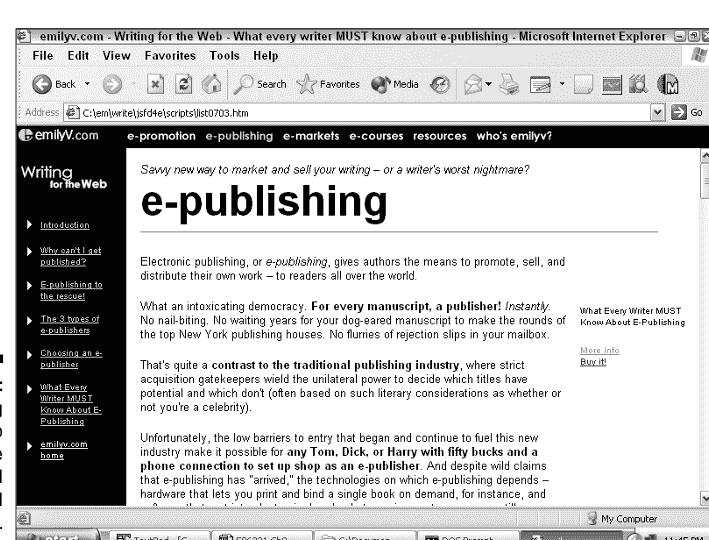 emilyv.com - Writing for the Web - What every writer MUST know about e-publishing - Microsoft Internet Explorer
File Edit View Favorites Tools Help
Back Search Favorites Media
Address C:\em\write\jsfd4e\scripts\list0703.htm Go
emilyV.com e-promotion e-publishing e-markets e-courses resources who's emilyv?
Writing
for the Web
Introduction
Why can't I get
published?
E-publishing to
the rescue!
The 3 types of
e-publishers
Choosing an e-
publisher
What Every
Writer MUST
Know About E-
Publishing
emilyv.com
home
Savvy new way to market and sell your writing – or a writer's worst nightmare?
e-publishing
Electronic publishing, or e-publishing, gives authors the means to promote, sell, and
distribute their own work – to readers all over the world.
What an intoxicating democracy. For every manuscript, a publisher! Instantly.
No nail-biting. No waiting years for your dog-eared manuscript to make the rounds of
the top New York publishing houses. No flurries of rejection slips in your mailbox.
That's quite a contrast to the traditional publishing industry, where strict
acquisition gatekeepers wield the unilateral power to decide which titles have
potential and which don't (often based on such literary considerations as whether or
not you're a celebrity).
Unfortunately, the low barriers to entry that began and continue to fuel this new
industry make it possible for any Tom, Dick, or Harry with fifty bucks and a
phone connection to set up shop as an e-publisher. And despite wild claims
that e-publishing has "arrived," the technologies on which e-publishing depends –
hardware that lets you print and bind a single book on demand, for instance, and
What Every Writer MUST
Know About E-Publishing
More info
Buy it!
My Computer